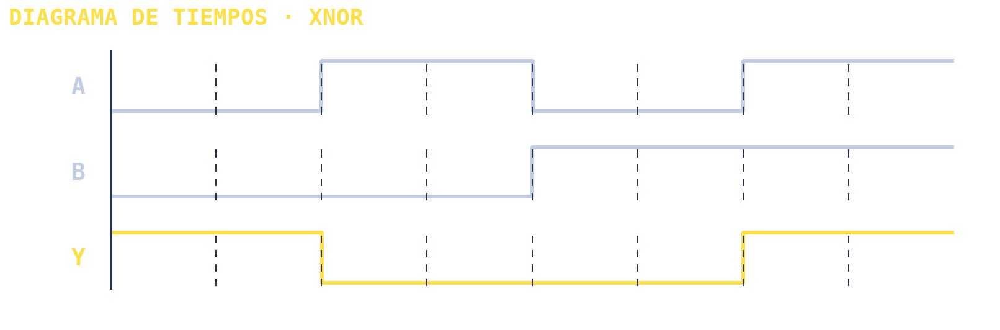 DIAGRAMA DE TIEMPOS · XNOR
A
B
Y